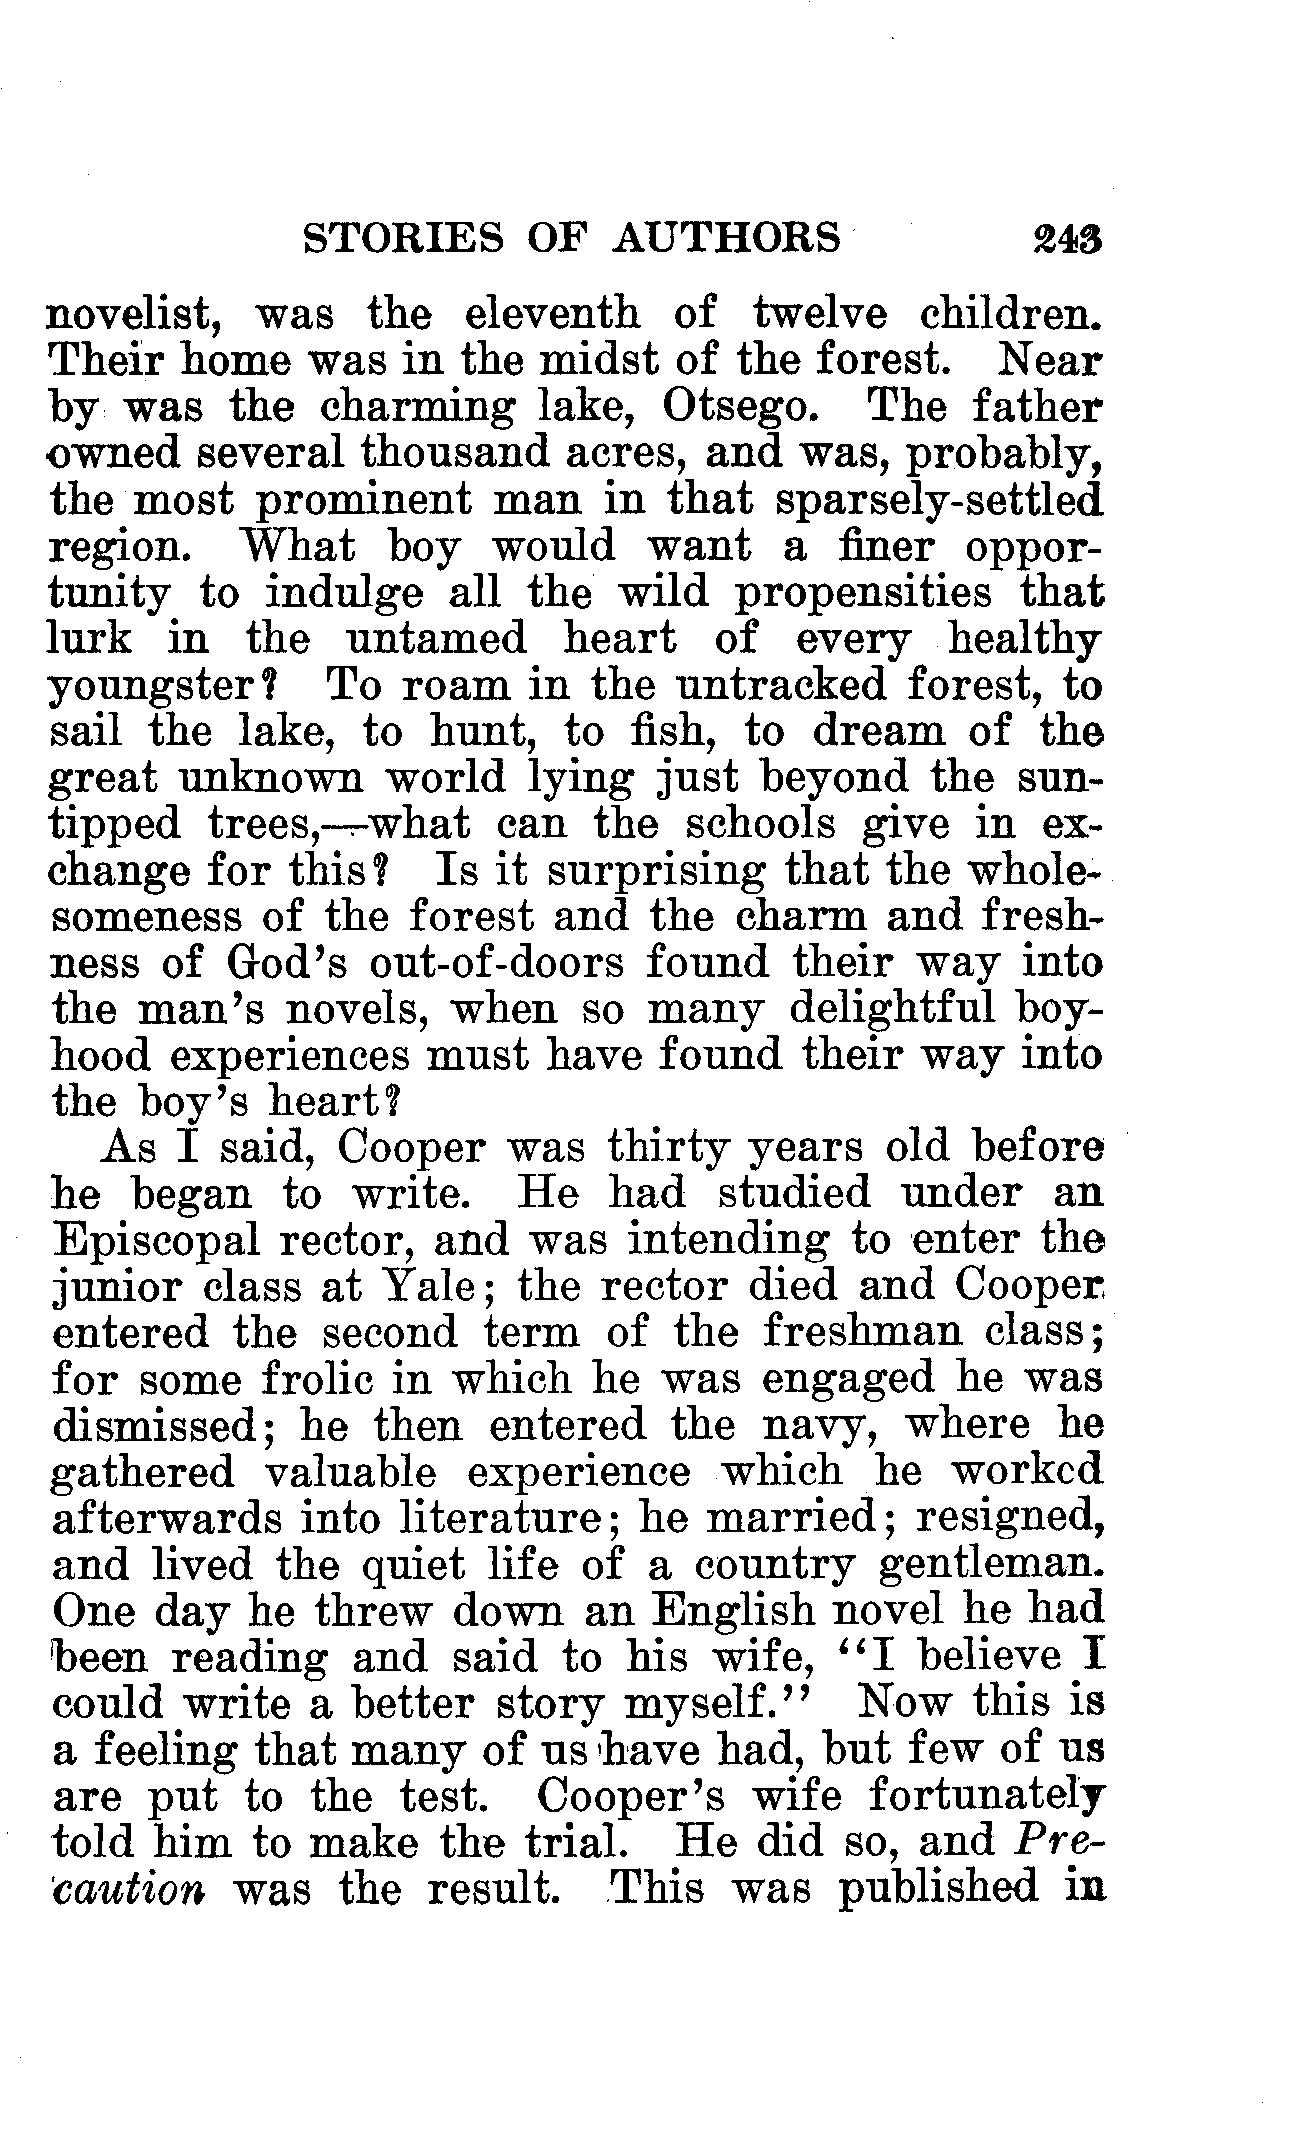 STORIES OF AUTHORS 243
novelist, was the eleventh of twelve children.
Their home was in the midst of the forest. Near
by was the charming lake, Otsego. The father
owned several thousand acres, and was, probably,
the most prominent man in that sparsely-settled
region. What boy would want a finer oppor-
tunity to indulge all the wild propensities that
lurk in the untamed heart of every healthy
youngster? To roam in the untracked forest, to
sail the lake, to hunt, to fish, to dream of the
great unknown world lying just beyond the sun-
tipped trees,—what can the schools give in ex-
change for this? Is it surprising that the whole-
someness of the forest and the charm and fresh-
ness of God's out-of-doors found their way into
the man's novels, when so many delightful boy-
hood experiences must have found their way into
the boy's heart?
As I said, Cooper was thirty years old before
he began to write. He had studied under an
Episcopal rector, and was intending to enter the
junior class at Yale; the rector died and Cooper
entered the second term of the freshman class;
for some frolic in which he was engaged he was
dismissed; he then entered the navy, where he
gathered valuable experience which he worked
afterwards into literature; he married; resigned,
and lived the quiet life of a country gentleman.
One day he threw down an English novel he had
been reading and said to his wife, "I believe I
could write a better story myself." Now this is
a feeling that many of us have had, but few of us
are put to the test. Cooper's wife fortunately
told him to make the trial. He did so, and Pre-
caution was the result. This was published in